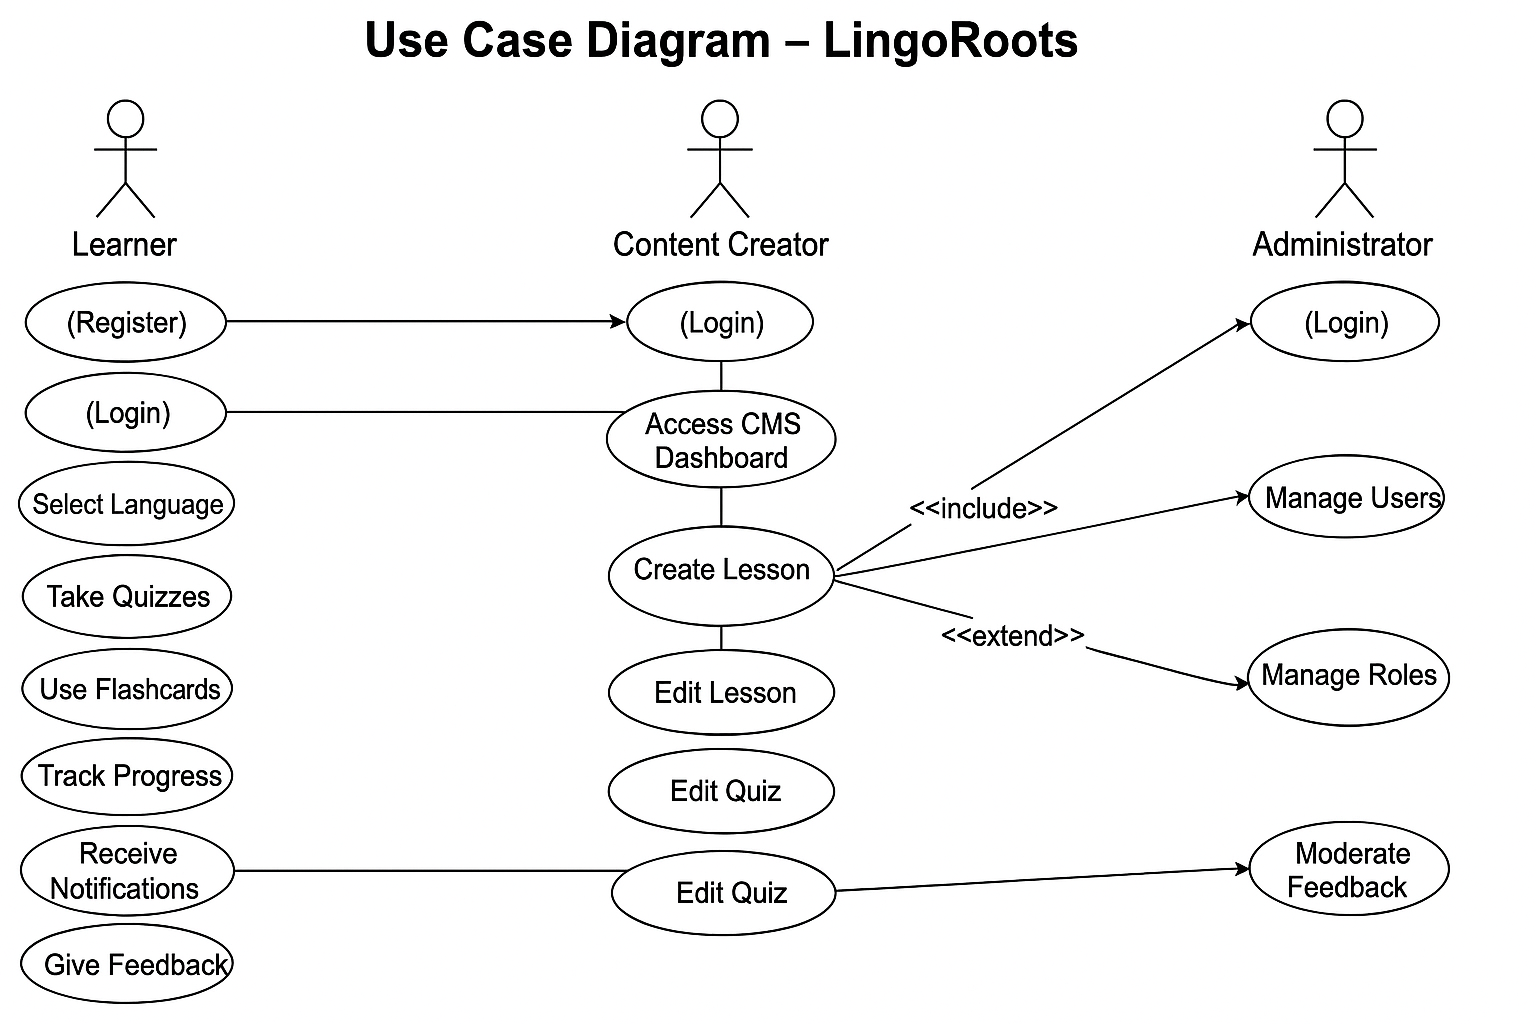 Use Case Diagram – LingoRoots
Learner
Content Creator
Administrator
(Register)
(Login)
(Login)
(Login)
Access CMS
Dashboard
Select Language
<<include>>
Manage Users
Create Lesson
Take Quizzes
<<extend>>
Use Flashcards
Edit Lesson
Manage Roles
Track Progress
Edit Quiz
Receive
Notifications
Edit Quiz
Moderate
Feedback
Give Feedback